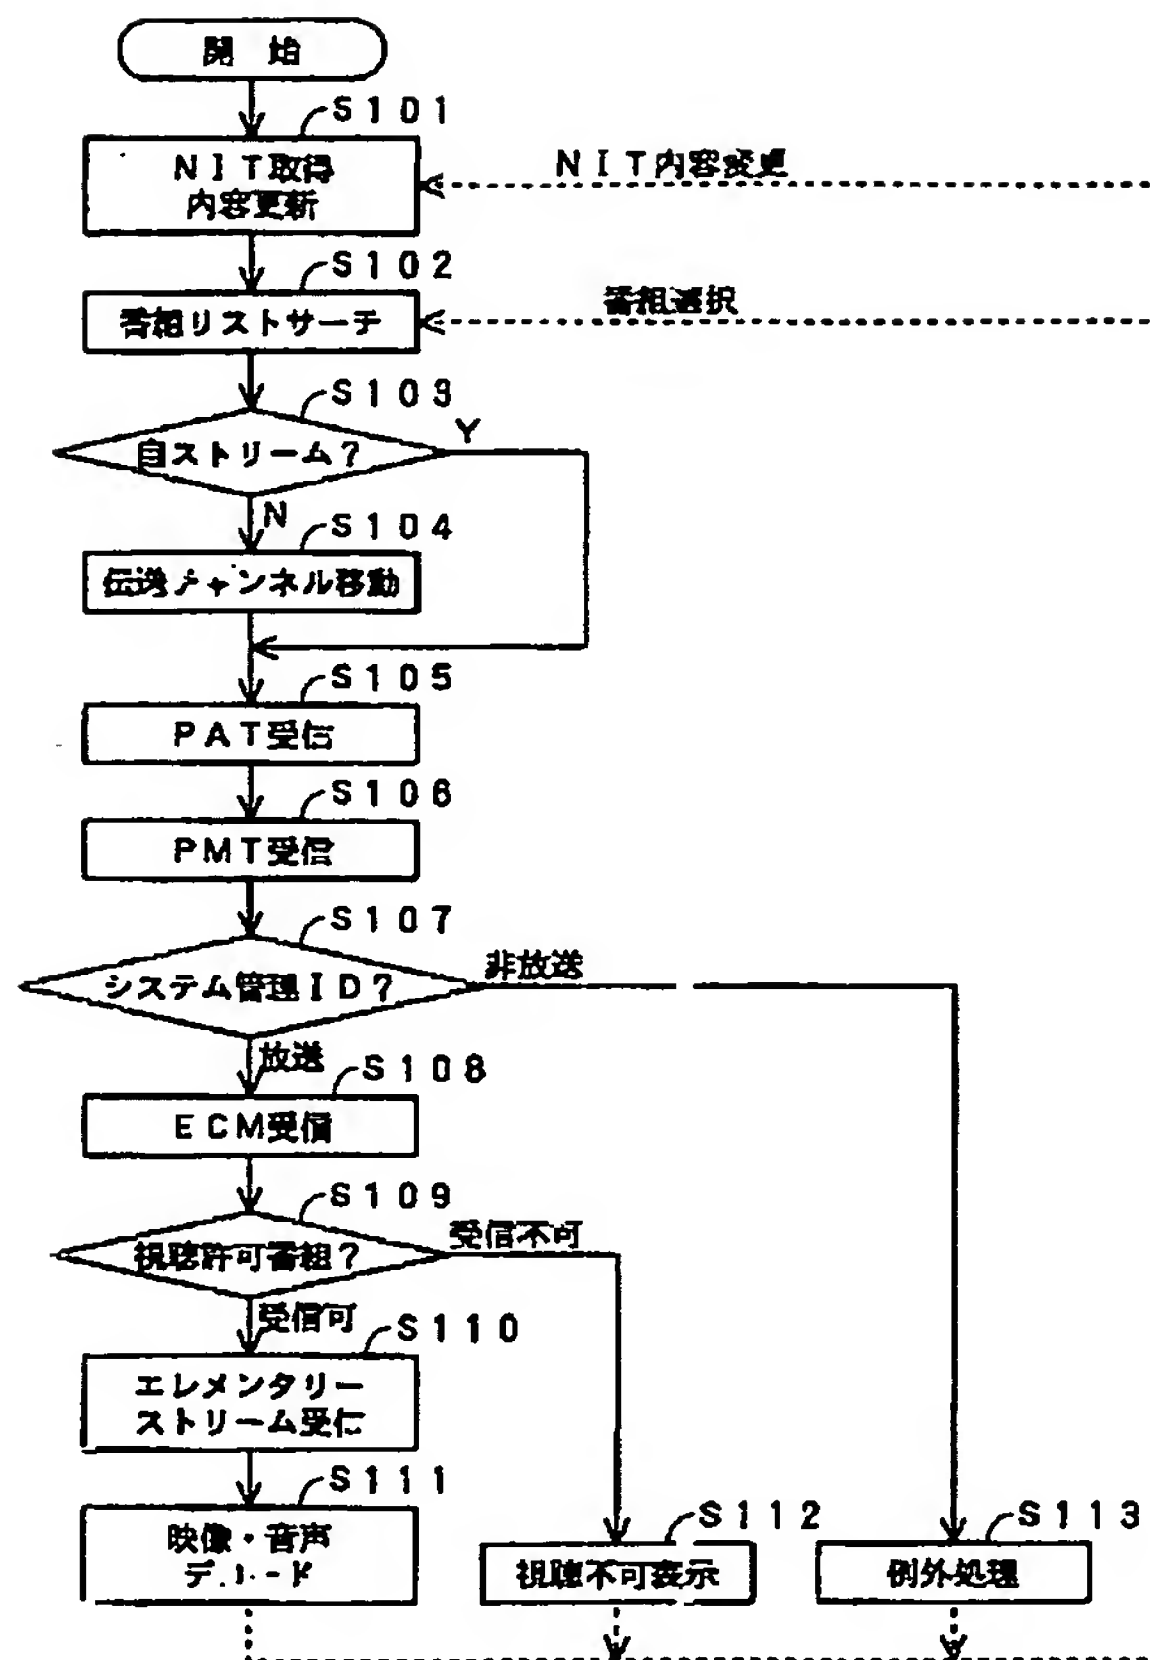 開 始
S101
NIT取得
内容更新
NIT内容変更
S102
番組リストサーチ
番組選択
S103
自ストリーム?
Y
N
S104
伝送チャンネル移動
S105
PAT受信
S106
PMT受信
S107
システム管理ID?
非放送
放送
S108
ECM受信
S109
視聴許可番組?
受信不可
受信可
S110
エレメンタリー
ストリーム受信
S111
映像・音声
デコード
S112
視聴不可表示
S113
例外処理